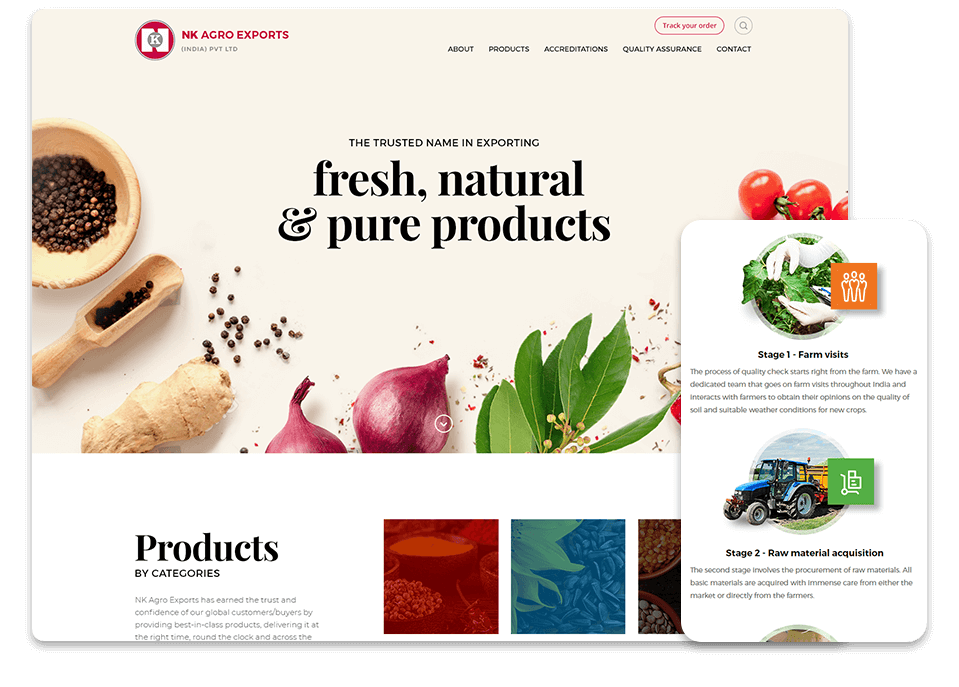 NK AGRO EXPORTS
(INDIA) PVT LTD
Track your order
ABOUT PRODUCTS ACCREDITATIONS QUALITY ASSURANCE CONTACT
THE TRUSTED NAME IN EXPORTING
fresh, natural
& pure products
Products
BY CATEGORIES
NK Agro Exports has earned the trust and
confidence of our global customers/buyers by
providing best-in-class products, delivering it at
the right time, round the clock and across the
Stage 1 - Farm visits
The process of quality check starts right from the farm. We have a
dedicated team that goes on farm visits throughout India and
interacts with farmers to obtain their opinions on the quality of
soil and suitable weather conditions for new crops.
Stage 2 - Raw material acquisition
The second stage involves the procurement of raw materials. All
basic materials are acquired with immense care from either the
market or directly from the farmers.